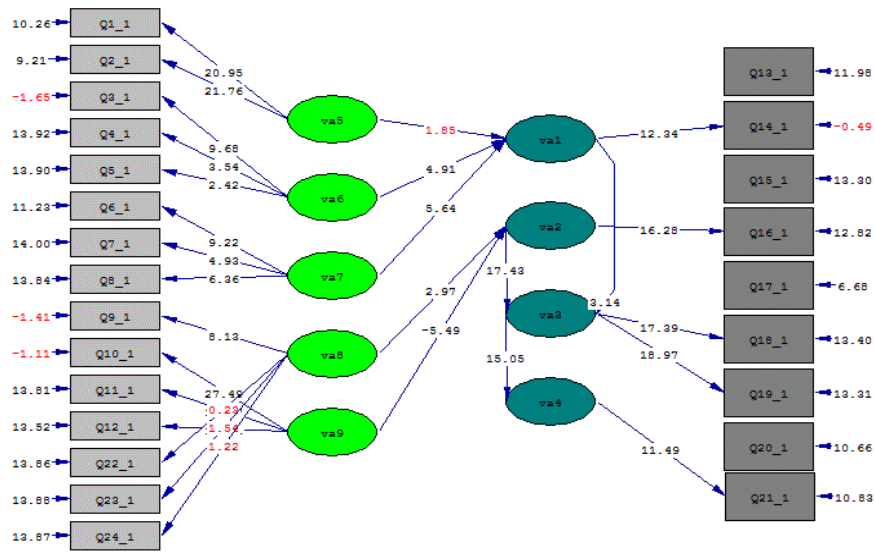 10.26 Q1_1
9.21 Q2_1
-1.65 Q3_1
13.92 Q4_1
13.90 Q5_1
11.23 Q6_1
14.00 Q7_1
13.84 Q8_1
-1.41 Q9_1
-1.11 Q10_1
13.81 Q11_1
13.52 Q12_1
13.86 Q22_1
13.88 Q23_1
13.87 Q24_1
20.95
21.76
9.68
3.54
2.42
9.22
4.93
6.36
8.13
27.49
0.23
1.54
1.22
va5
va6
va7
va8
va9
1.85
4.91
5.64
2.97
-5.49
va1
va2
17.43
va3
15.05
va4
12.34
16.28
3.14
17.39
18.97
11.49
Q13_1 11.98
Q14_1 -0.49
Q15_1 13.30
Q16_1 12.82
Q17_1 6.68
Q18_1 13.40
Q19_1 13.31
Q20_1 10.66
Q21_1 10.83